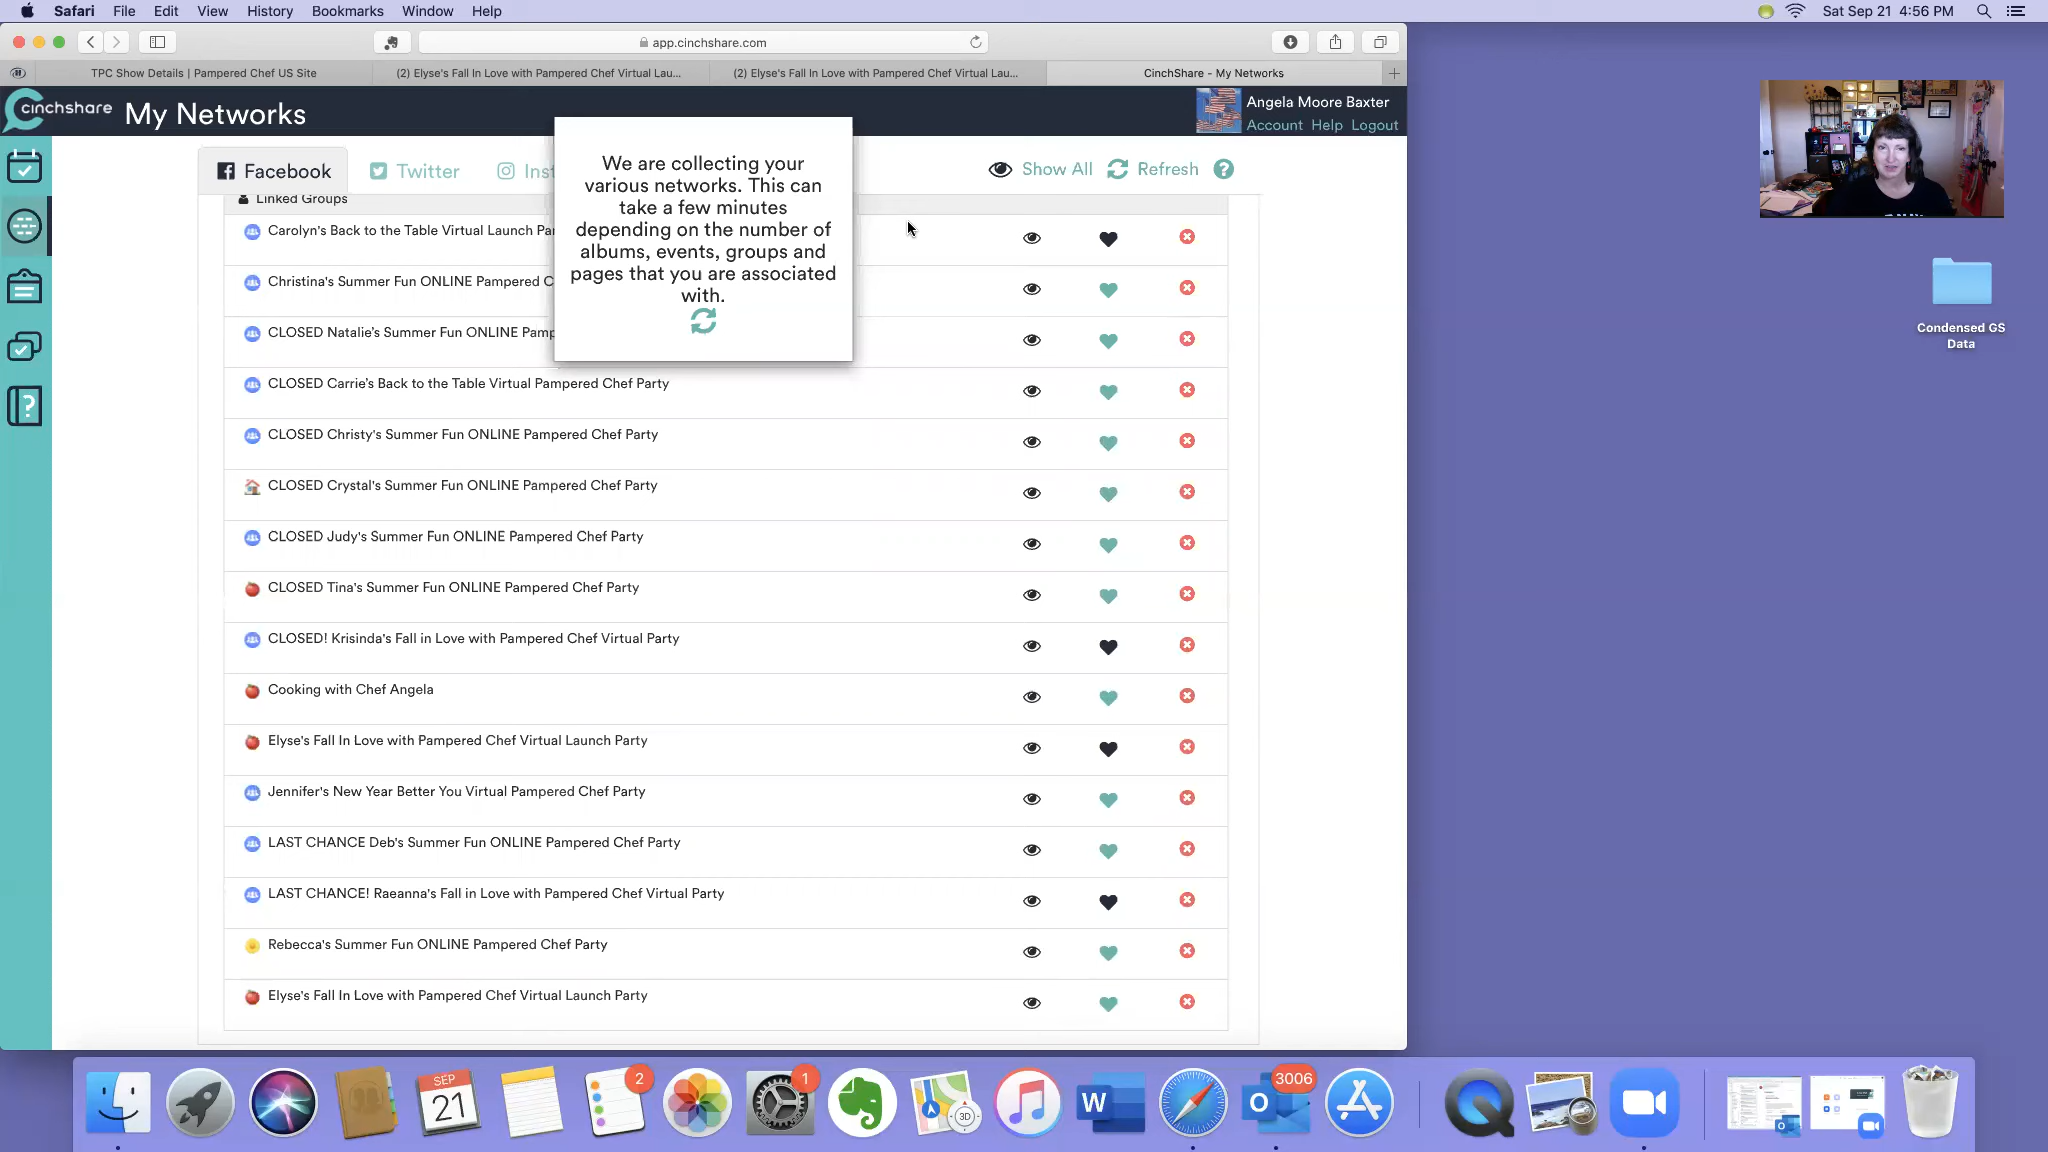 Safari File Edit View History Bookmarks Window Help
Sat Sep 21 4:56 PM
app.cinchshare.com
TPC Show Details | Pampered Chef US Site
(2) Elyse's Fall In Love with Pampered Chef Virtual Lau...
(2) Elyse's Fall In Love with Pampered Chef Virtual Lau...
CinchShare - My Networks
cinchshare
My Networks
Angela Moore Baxter
Account Help Logout
Facebook
Twitter
Inst
Show All
Refresh
We are collecting your
various networks. This can
take a few minutes
depending on the number of
albums, events, groups and
pages that you are associated
with.
Linked Groups
Carolyn's Back to the Table Virtual Launch Pa
Christina's Summer Fun ONLINE Pampered C
CLOSED Natalie's Summer Fun ONLINE Pamp
CLOSED Carrie's Back to the Table Virtual Pampered Chef Party
CLOSED Christy's Summer Fun ONLINE Pampered Chef Party
CLOSED Crystal's Summer Fun ONLINE Pampered Chef Party
CLOSED Judy's Summer Fun ONLINE Pampered Chef Party
CLOSED Tina's Summer Fun ONLINE Pampered Chef Party
CLOSED! Krisinda's Fall in Love with Pampered Chef Virtual Party
Cooking with Chef Angela
Elyse's Fall In Love with Pampered Chef Virtual Launch Party
Jennifer's New Year Better You Virtual Pampered Chef Party
LAST CHANCE Deb's Summer Fun ONLINE Pampered Chef Party
LAST CHANCE! Raeanna's Fall in Love with Pampered Chef Virtual Party
Rebecca's Summer Fun ONLINE Pampered Chef Party
Elyse's Fall In Love with Pampered Chef Virtual Launch Party
Condensed GS
Data
SEP
21
2
1
3D
W
3006
O